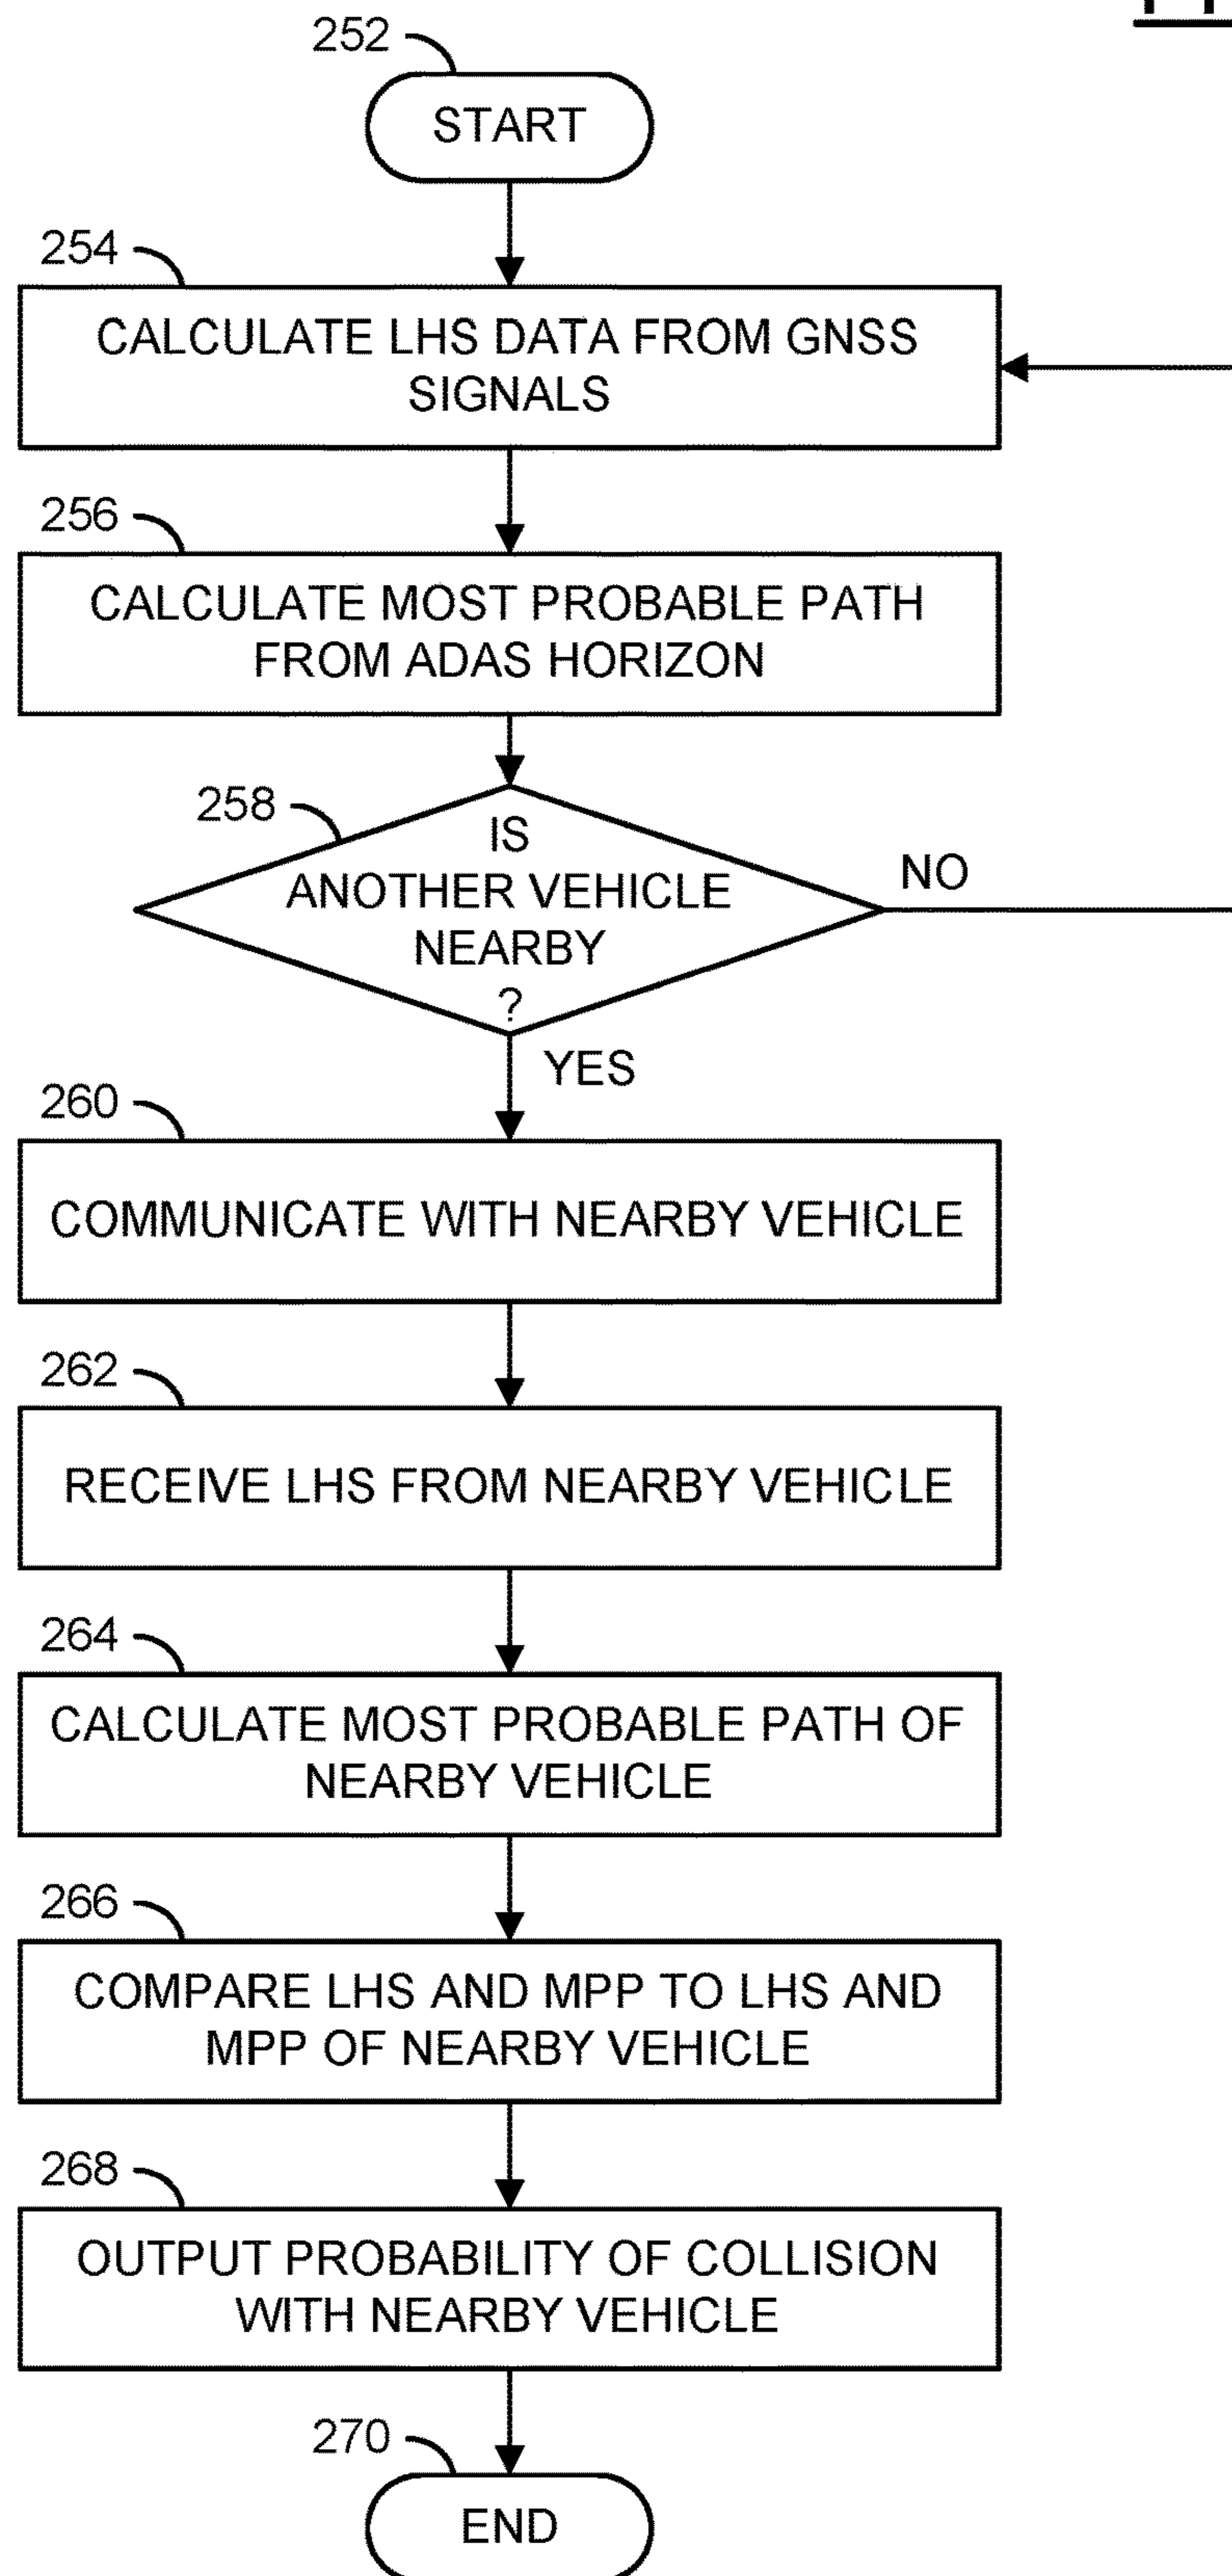 252
START
254
CALCULATE LHS DATA FROM GNSS
SIGNALS
256
CALCULATE MOST PROBABLE PATH
FROM ADAS HORIZON
258
IS
ANOTHER VEHICLE
NEARBY
?
NO
YES
260
COMMUNICATE WITH NEARBY VEHICLE
262
RECEIVE LHS FROM NEARBY VEHICLE
264
CALCULATE MOST PROBABLE PATH OF
NEARBY VEHICLE
266
COMPARE LHS AND MPP TO LHS AND
MPP OF NEARBY VEHICLE
268
OUTPUT PROBABILITY OF COLLISION
WITH NEARBY VEHICLE
270
END